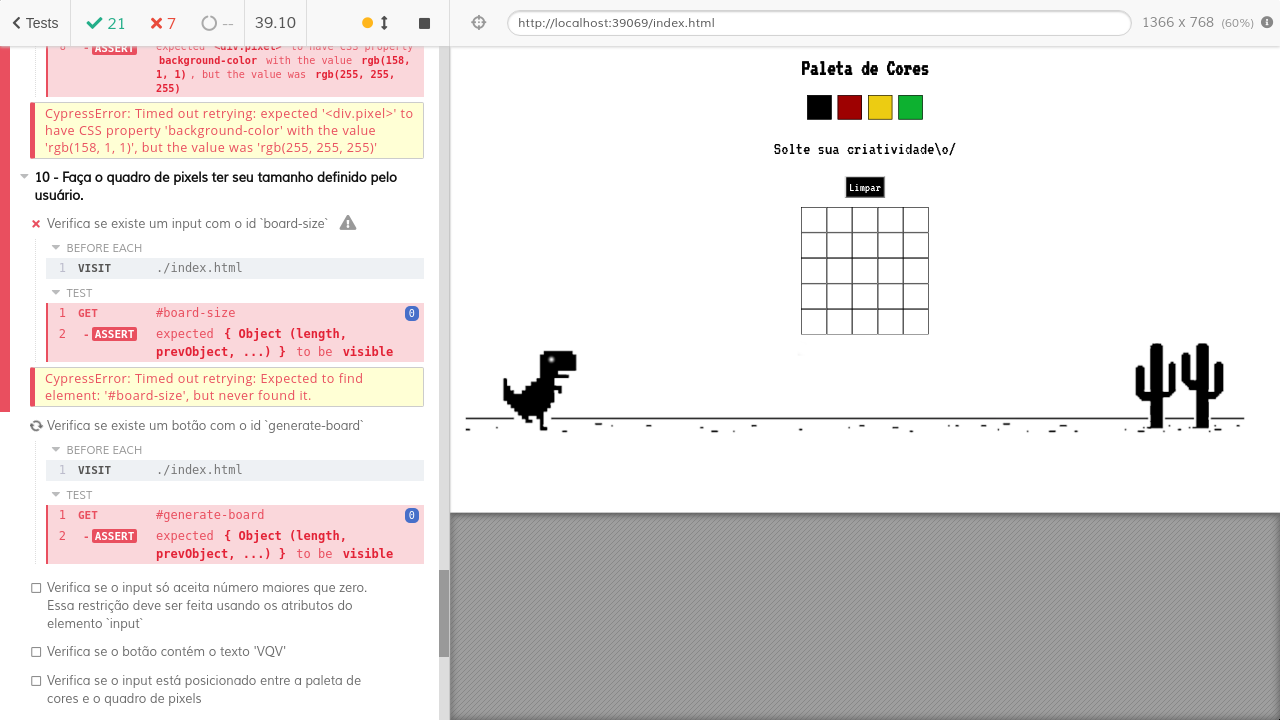 Tests
21
7
--
39.10
http://localhost:39069/index.html
1366 x 768 (60%)
6 -ASSERT expected <div.pixel> to have CSS property
background-color with the value rgb(158,
1, 1) , but the value was rgb(255, 255,
255)
CypressError: Timed out retrying: expected '<div.pixel>' to
have CSS property 'background-color' with the value
'rgb(158, 1, 1)', but the value was 'rgb(255, 255, 255)'
10 - Faça o quadro de pixels ter seu tamanho definido pelo
usuário.
Verifica se existe um input com o id `board-size`
BEFORE EACH
1 VISIT ./index.html
TEST
1 GET #board-size 0
2 -ASSERT expected { Object (length,
prevObject, ...) } to be visible
CypressError: Timed out retrying: Expected to find
element: '#board-size', but never found it.
Verifica se existe um botão com o id `generate-board`
BEFORE EACH
1 VISIT ./index.html
TEST
1 GET #generate-board 0
2 -ASSERT expected { Object (length,
prevObject, ...) } to be visible
Verifica se o input só aceita número maiores que zero.
Essa restrição deve ser feita usando os atributos do
elemento `input`
Verifica se o botão contém o texto 'VQV'
Verifica se o input está posicionado entre a paleta de
cores e o quadro de pixels
Paleta de Cores
Solte sua criatividade\o/
Limpar